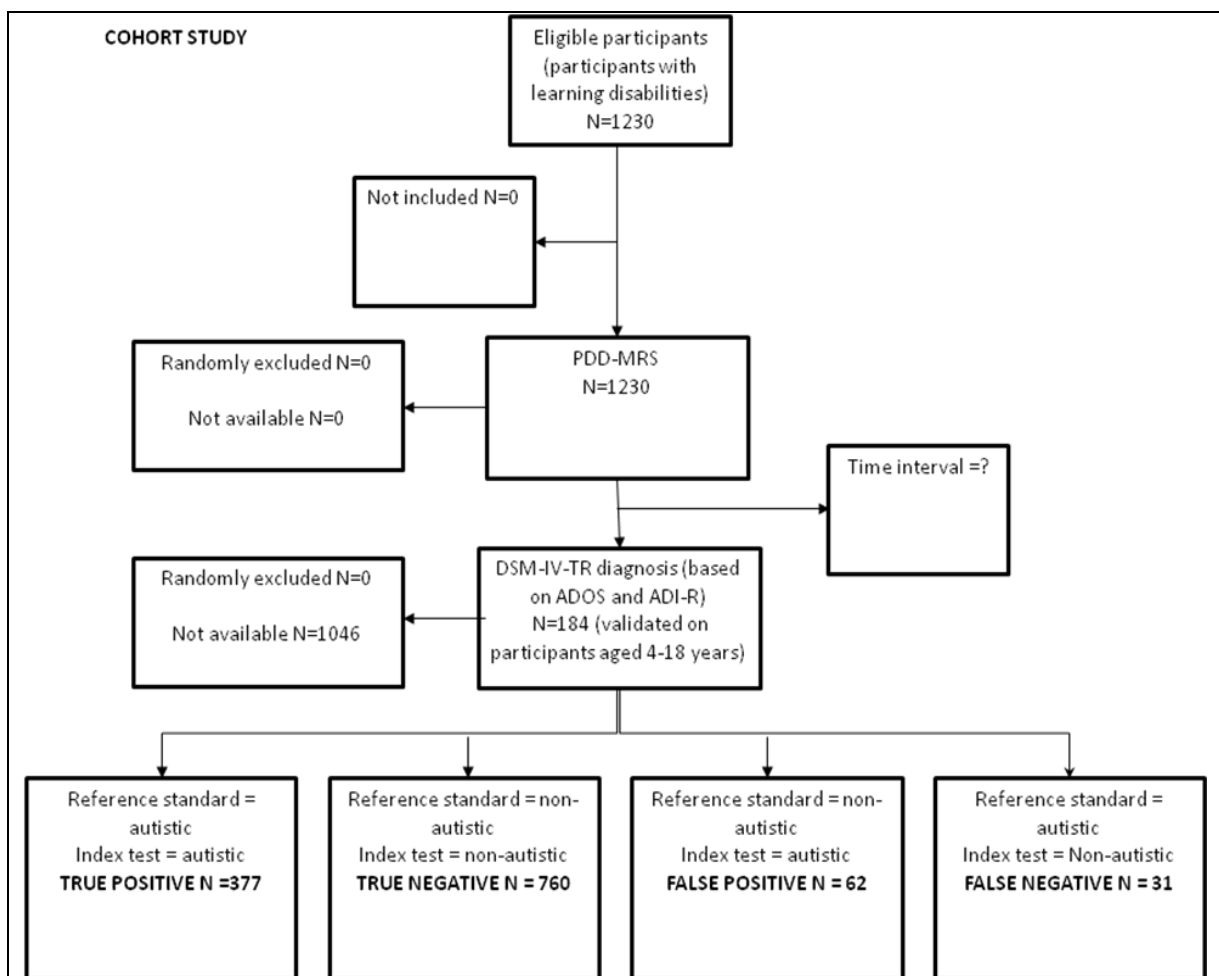 COHORT STUDY
Eligible participants
(participants with
learning disabilities)
N=1230
Not included N=0
PDD-MRS
N=1230
Randomly excluded N=0
Not available N=0
Time interval =?
DSM-IV-TR diagnosis (based
on ADOS and ADI-R)
N=184 (validated on
participants aged 4-18 years)
Randomly excluded N=0
Not available N=1046
Reference standard =
autistic
Index test = autistic
TRUE POSITIVE N =377
Reference standard = non-
autistic
Index test = non-autistic
TRUE NEGATIVE N = 760
Reference standard = non-
autistic
Index test = autistic
FALSE POSITIVE N = 62
Reference standard =
autistic
Index test = Non-autistic
FALSE NEGATIVE N = 31